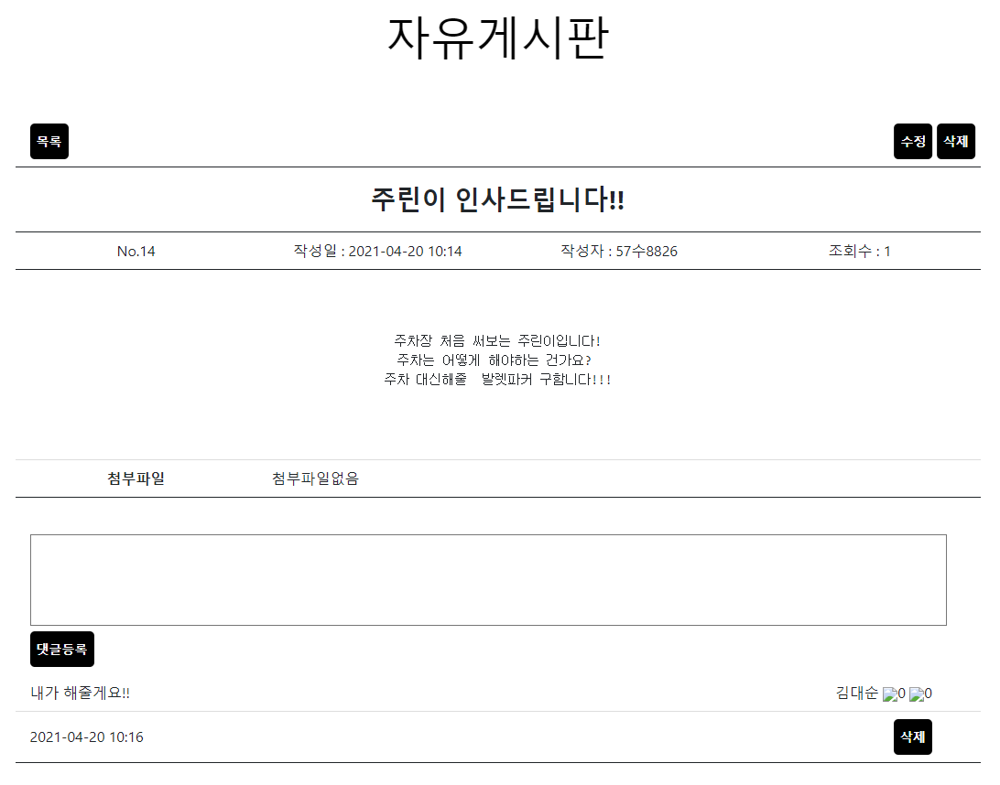 자유게시판
목록 수정 삭제
주린이 인사드립니다!!
No.14 작성일 : 2021-04-20 10:14 작성자 : 57수8826 조회수 : 1
주차장 처음 써보는 주린이입니다!
주차는 어떻게 해야하는 건가요?
주차 대신해줄 발렛파커 구함니다!!!
첨부파일 첨부파일없음
댓글등록
내가 해줄게요!! 김대순 0 0
2021-04-20 10:16 삭제